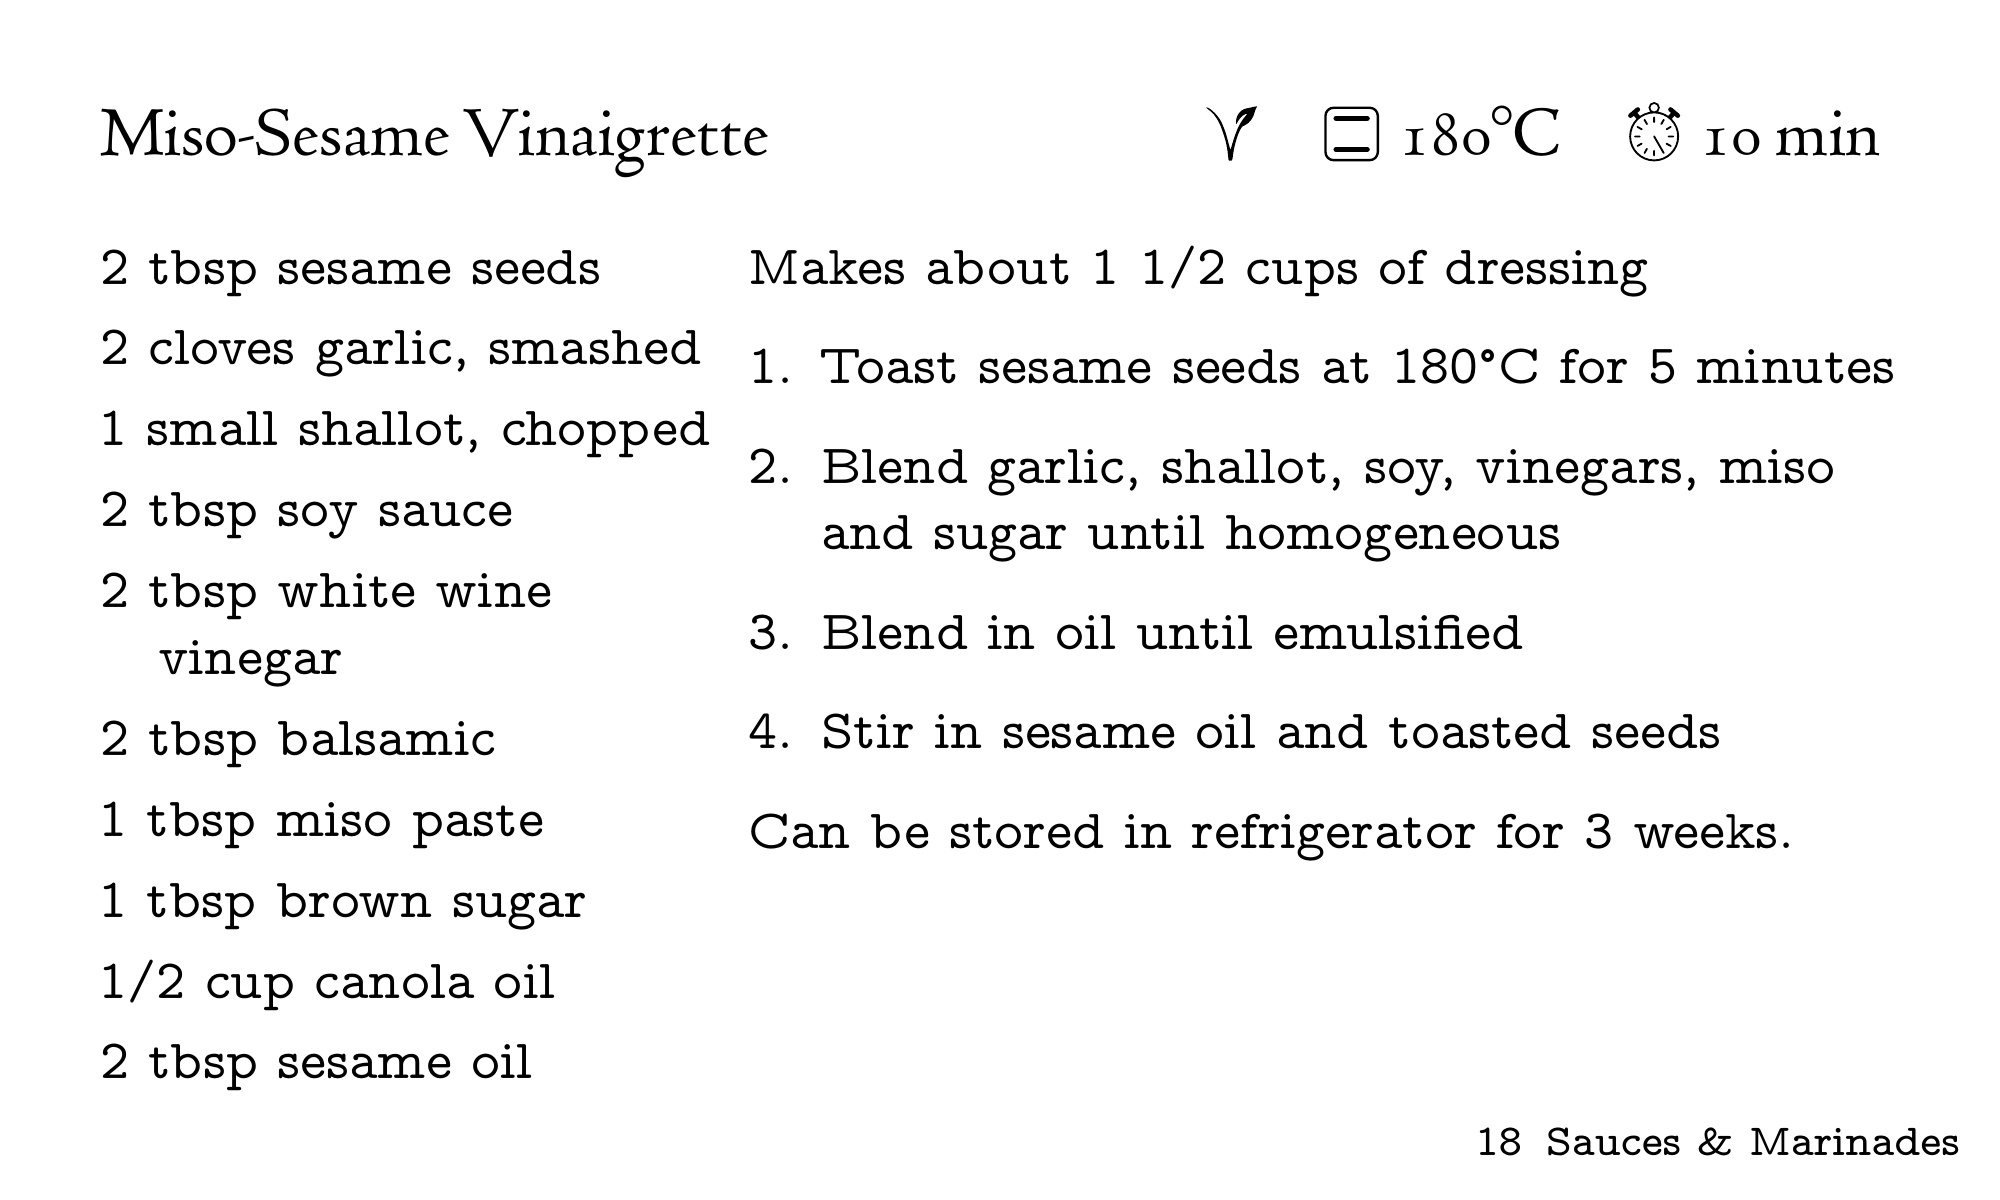 Miso-Sesame Vinaigrette
180°C
10 min
2 tbsp sesame seeds
2 cloves garlic, smashed
1 small shallot, chopped
2 tbsp soy sauce
2 tbsp white wine
vinegar
2 tbsp balsamic
1 tbsp miso paste
1 tbsp brown sugar
1/2 cup canola oil
2 tbsp sesame oil
Makes about 1 1/2 cups of dressing
1. Toast sesame seeds at 180°C for 5 minutes
2. Blend garlic, shallot, soy, vinegars, miso
and sugar until homogeneous
3. Blend in oil until emulsified
4. Stir in sesame oil and toasted seeds
Can be stored in refrigerator for 3 weeks.
18 Sauces & Marinades